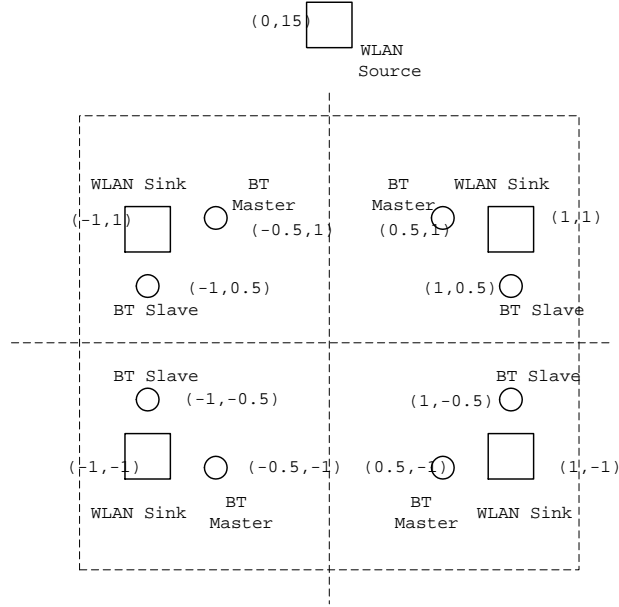 (0,15)
WLAN
Source
WLAN Sink
BT
Master
BT
Master
WLAN Sink
(-1,1)
(-0.5,1)
(0.5,1)
(1,1)
(-1,0.5)
(1,0.5)
BT Slave
BT Slave
BT Slave
BT Slave
(-1,-0.5)
(1,-0.5)
(-1,-1)
(-0.5,-1)
(0.5,-1)
(1,-1)
WLAN Sink
BT
Master
BT
Master
WLAN Sink